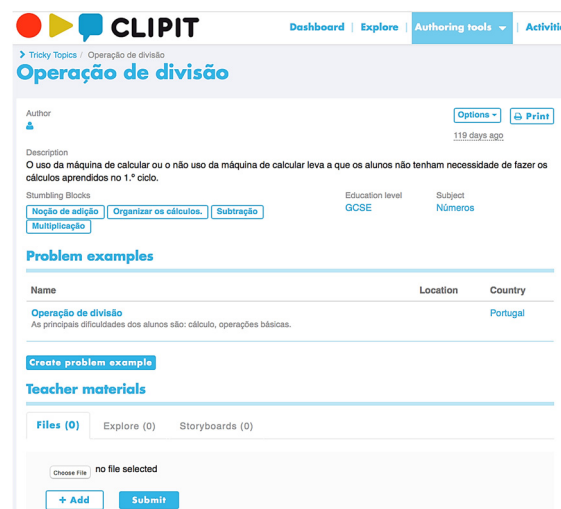 CLIPIT
Dashboard | Explore | Authoring tools | Activiti
Tricky Topics / Operação de divisão
Operação de divisão
Author
Options
Print
119 days ago
Description
O uso da máquina de calcular ou o não uso da máquina de calcular leva a que os alunos não tenham necessidade de fazer os
cálculos aprendidos no 1.º ciclo.
Stumbling Blocks
Education level
Subject
Noção de adição
Organizar os cálculos.
Subtração
GCSE
Números
Multiplicação
Problem examples
Name
Location
Country
Operação de divisão
Portugal
As principais dificuldades dos alunos são: cálculo, operações básicas.
Create problem example
Teacher materials
Files (0)
Explore (0)
Storyboards (0)
Choose File
no file selected
+ Add
Submit